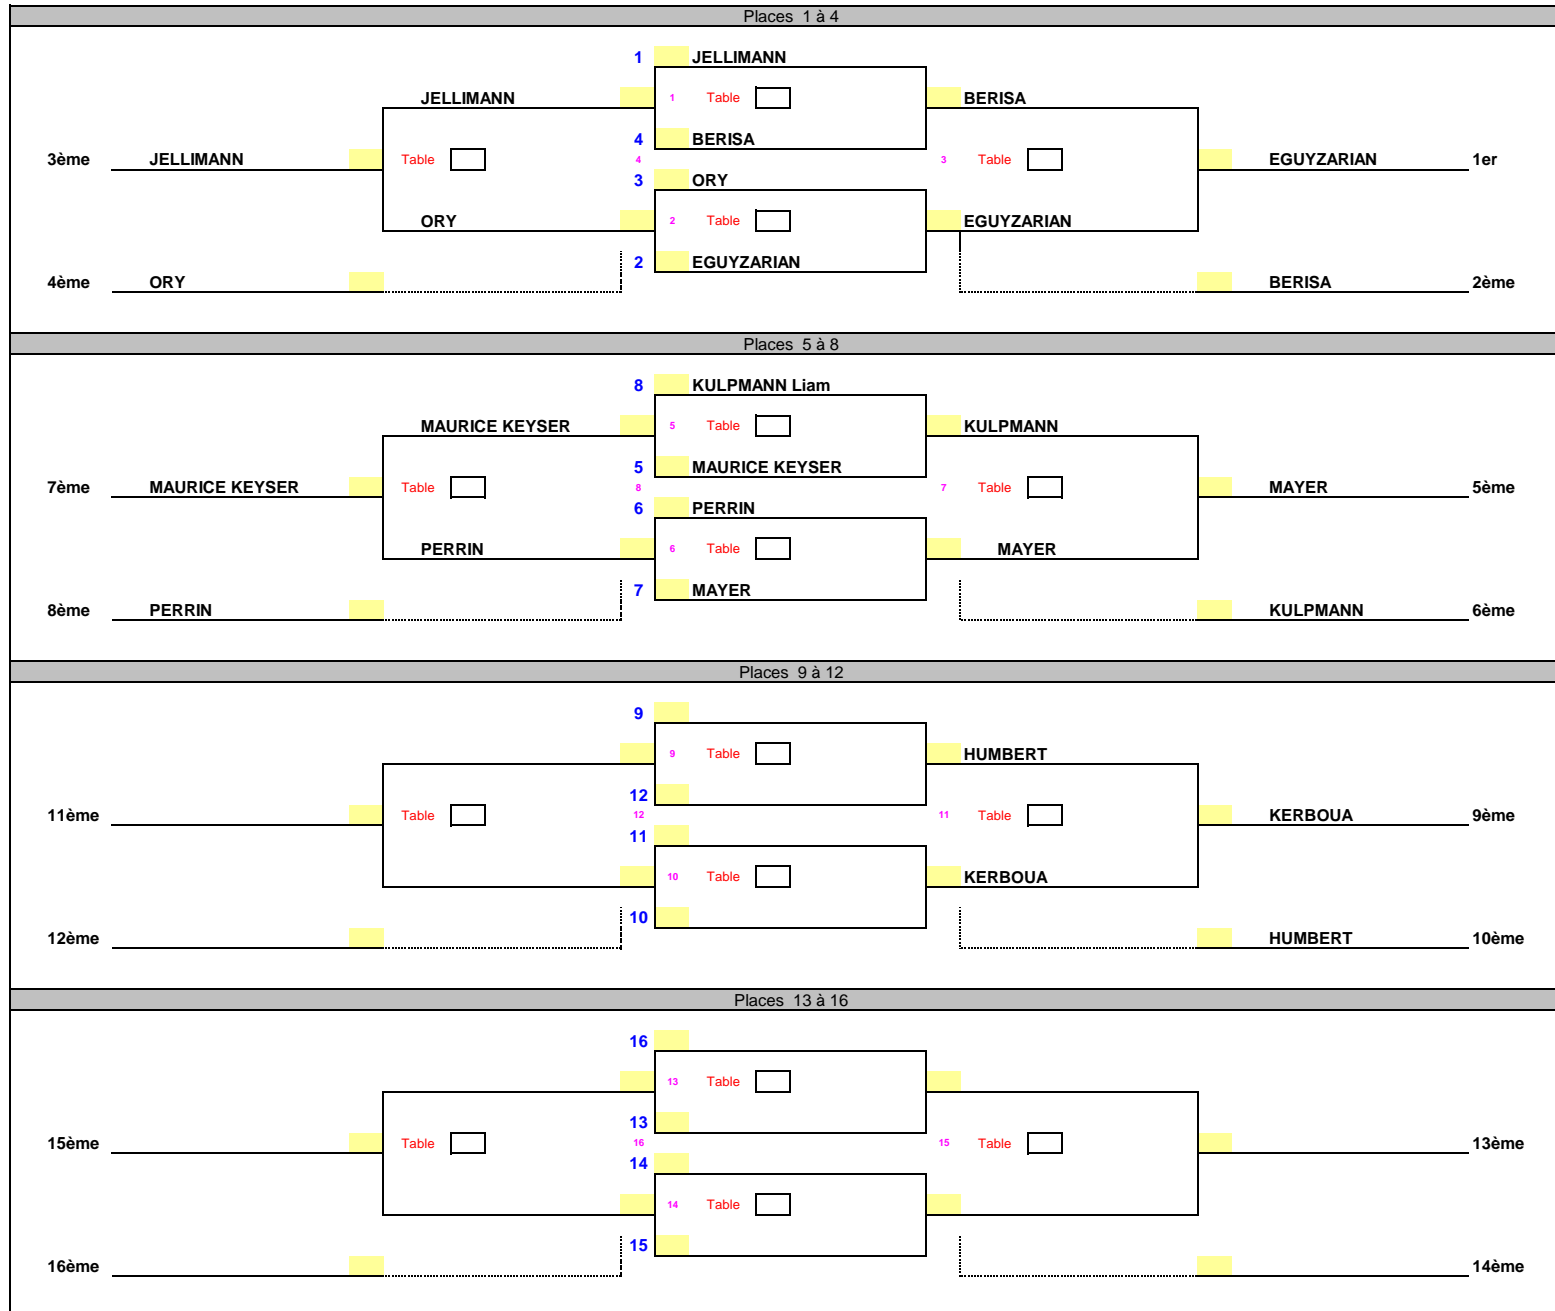 Places 1 à 4
1 JELLIMANN
JELLIMANN 1 Table BERISA
4 BERISA
3ème JELLIMANN Table 4 3 Table EGUYZARIAN 1er
3 ORY
ORY 2 Table EGUYZARIAN
2 EGUYZARIAN
4ème ORY BERISA 2ème
Places 5 à 8
8 KULPMANN Liam
MAURICE KEYSER 5 Table KULPMANN
5 MAURICE KEYSER
7ème MAURICE KEYSER Table 8 7 Table MAYER 5ème
6 PERRIN
PERRIN 6 Table MAYER
7 MAYER
8ème PERRIN KULPMANN 6ème
Places 9 à 12
9
9 Table HUMBERT
12
11ème Table 12 11 Table KERBOUA 9ème
11
10 Table KERBOUA
10
12ème HUMBERT 10ème
Places 13 à 16
16
13 Table
13
15ème Table 16 15 Table 13ème
14
14 Table
15
16ème 14ème